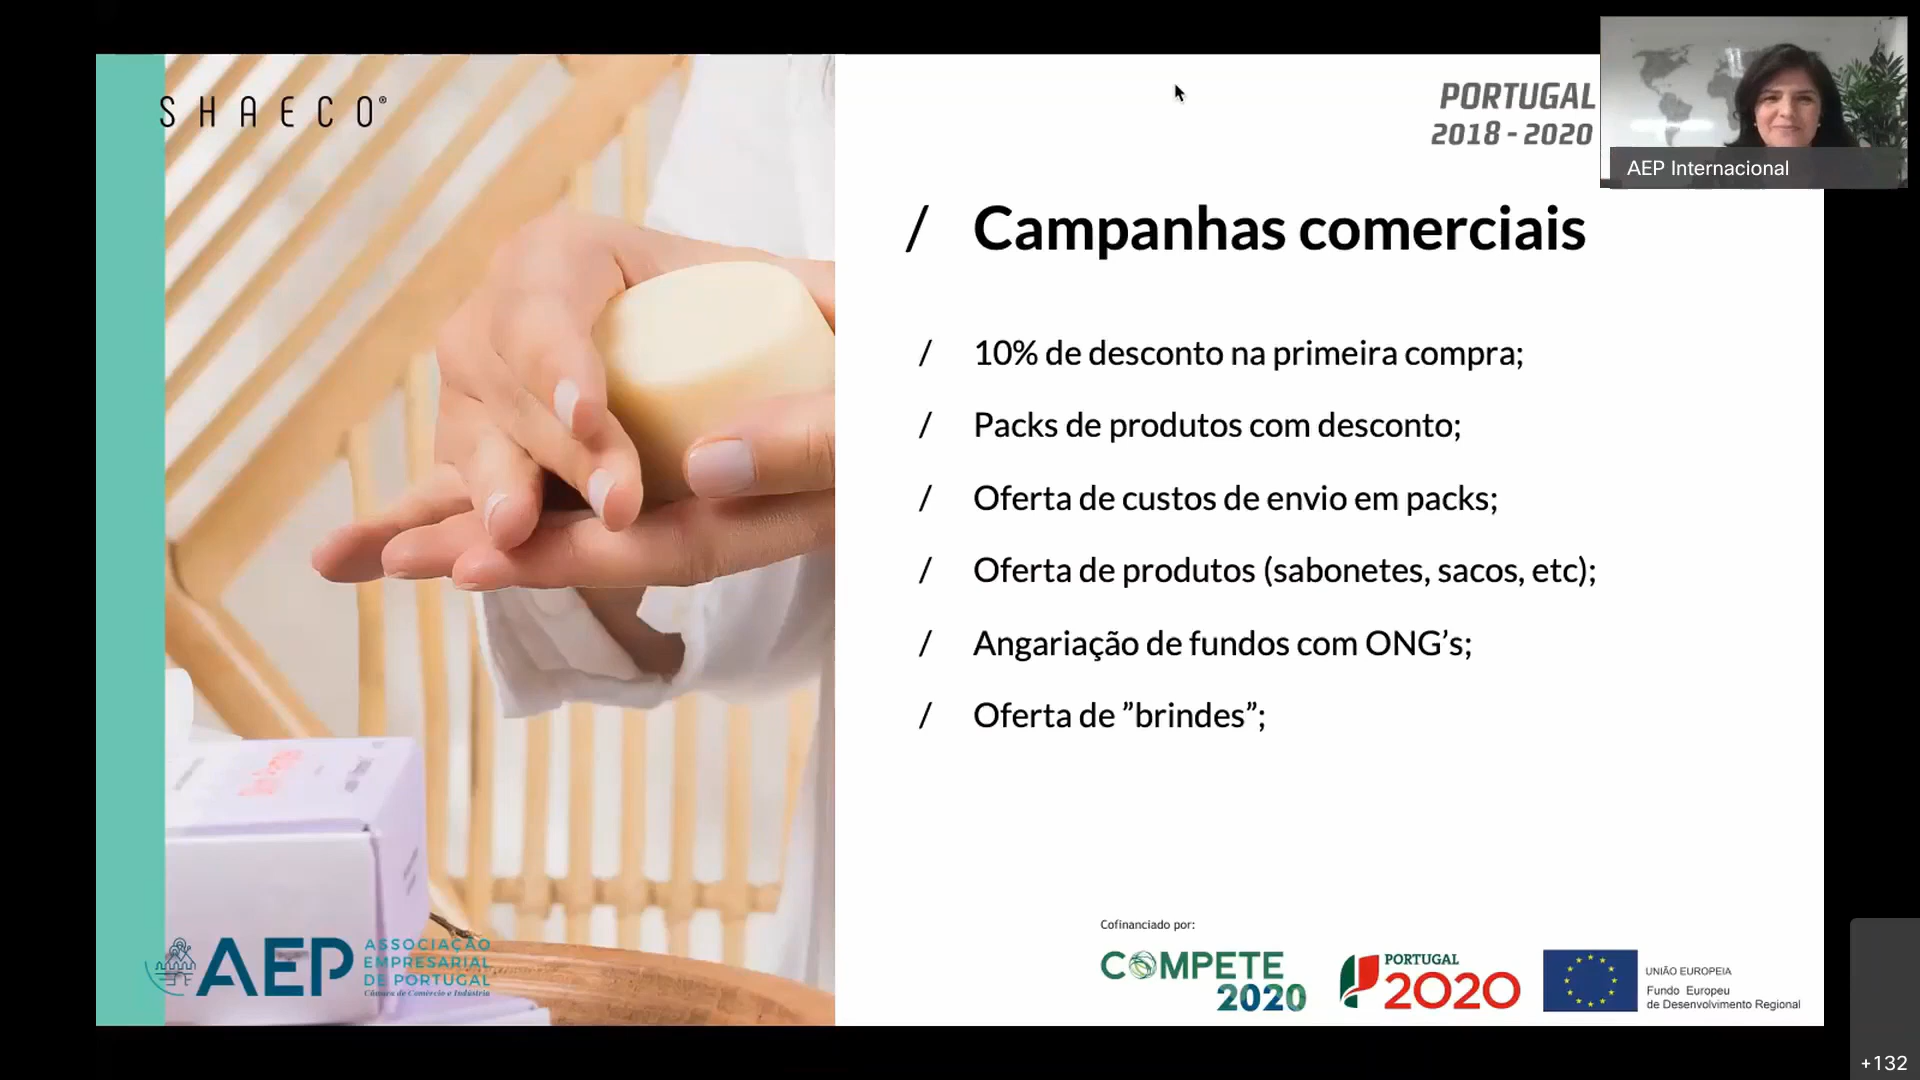 SHAECO®
PORTUGAL
2018 - 2020
AEP Internacional
/ Campanhas comerciais
/ 10% de desconto na primeira compra;
/ Packs de produtos com desconto;
/ Oferta de custos de envio em packs;
/ Oferta de produtos (sabonetes, sacos, etc);
/ Angariação de fundos com ONG’s;
/ Oferta de ”brindes”;
AEP
ASSOCIAÇÃO
EMPRESARIAL
DE PORTUGAL
Câmara de Comércio e Indústria
Cofinanciado por:
COMPETE
2020
PORTUGAL
2020
UNIÃO EUROPEIA
Fundo Europeu
de Desenvolvimento Regional
+132